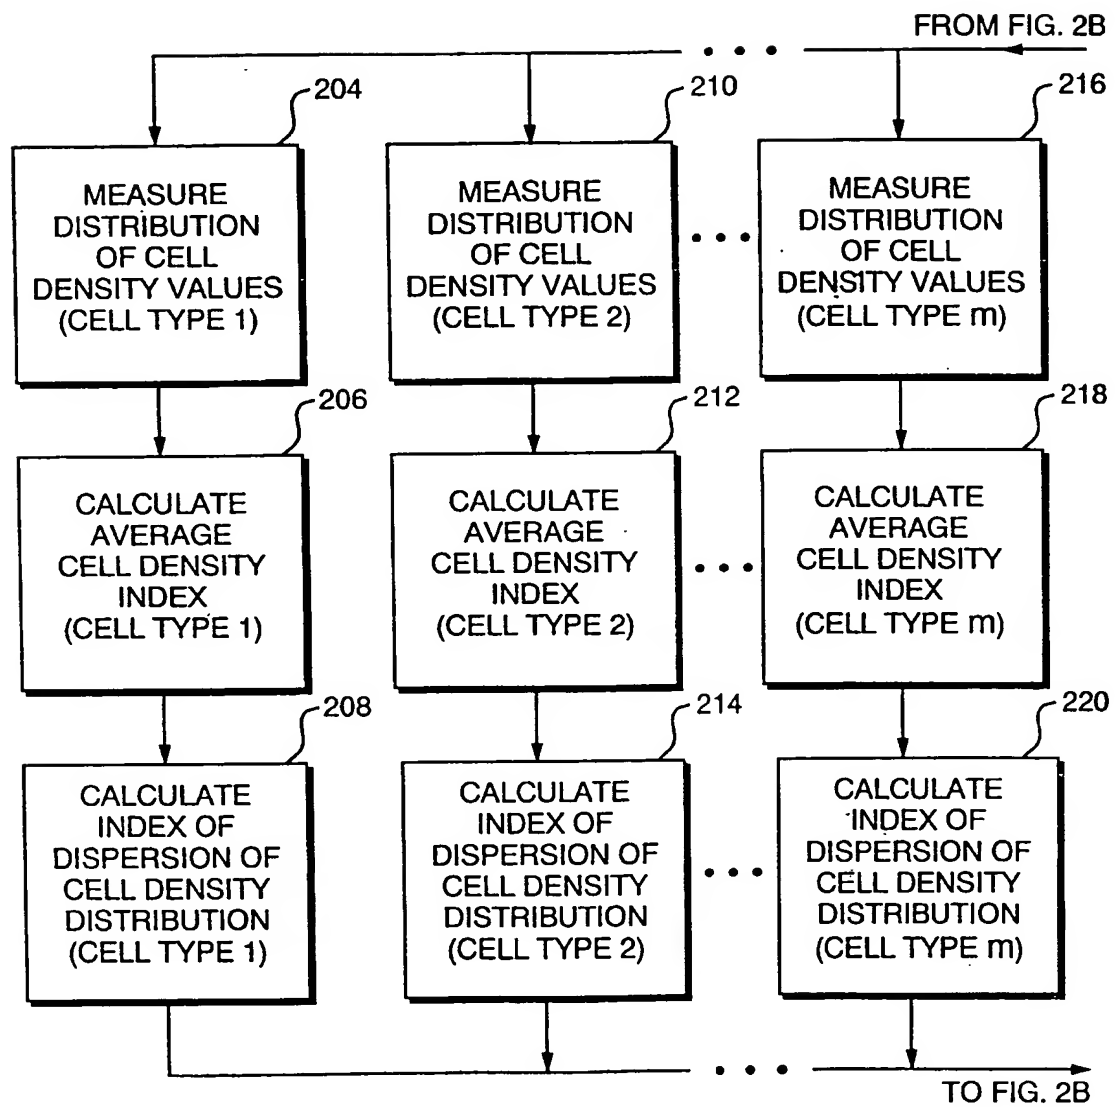 FROM FIG. 2B
204
210
216
MEASURE
DISTRIBUTION
OF CELL
DENSITY VALUES
(CELL TYPE 1)
MEASURE
DISTRIBUTION
OF CELL
DENSITY VALUES
(CELL TYPE 2)
MEASURE
DISTRIBUTION
OF CELL
DENSITY VALUES
(CELL TYPE m)
206
212
218
CALCULATE
AVERAGE
CELL DENSITY
INDEX
(CELL TYPE 1)
CALCULATE
AVERAGE
CELL DENSITY
INDEX
(CELL TYPE 2)
CALCULATE
AVERAGE
CELL DENSITY
INDEX
(CELL TYPE m)
208
214
220
CALCULATE
INDEX OF
DISPERSION OF
CELL DENSITY
DISTRIBUTION
(CELL TYPE 1)
CALCULATE
INDEX OF
DISPERSION OF
CELL DENSITY
DISTRIBUTION
(CELL TYPE 2)
CALCULATE
INDEX OF
DISPERSION OF
CELL DENSITY
DISTRIBUTION
(CELL TYPE m)
TO FIG. 2B